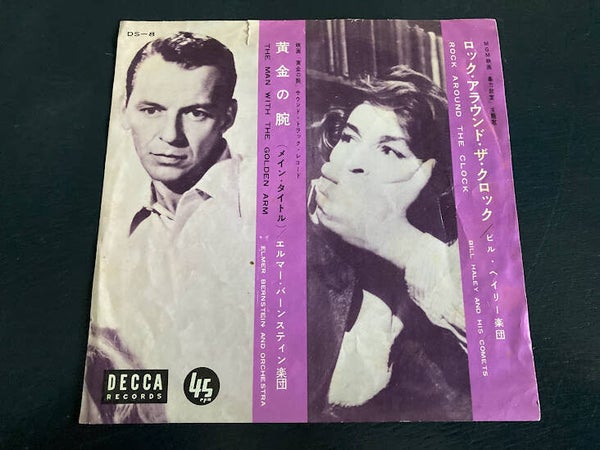 DS-8
MGM映画「暴力教室」主題歌
ロック・アラウンド・ザ・クロック／ビル・ヘイリー楽団
ROCK AROUND THE CLOCK
BILL HALEY AND HIS COMETS
映画「黄金の腕」サウンド・トラック・レコード
黄金の腕（メイン・タイトル）／エルマー・バーンスティン楽団
THE MAN WITH THE GOLDEN ARM
ELMER BERNSTEIN AND ORCHESTRA
DECCA
RECORDS
45
rpm